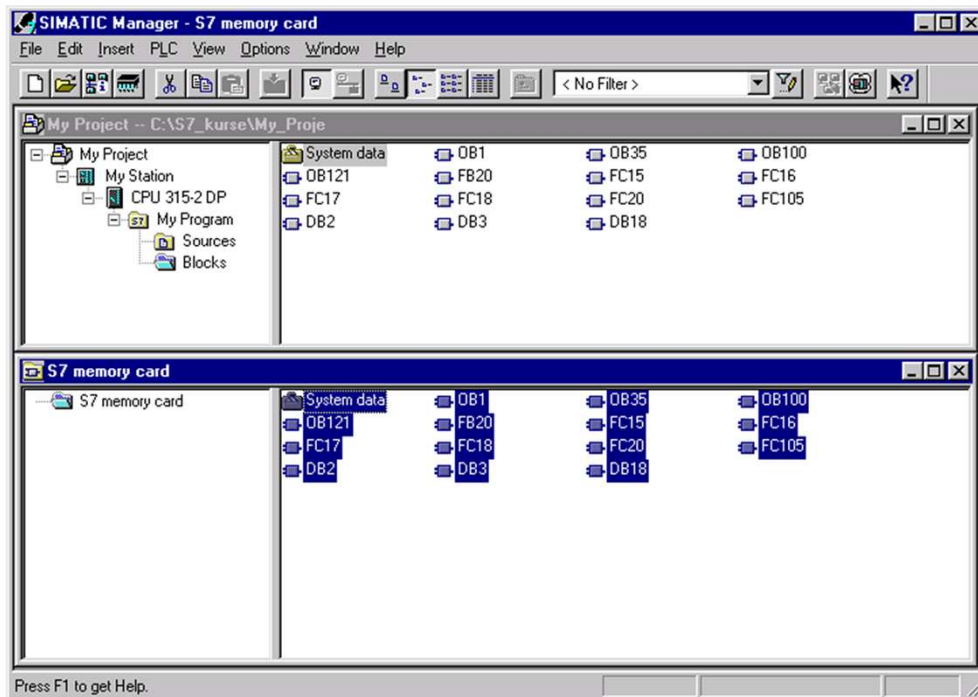 SIMATIC Manager - S7 memory card
File Edit Insert PLC View Options Window Help
< No Filter >
My Project -- C:\S7_kurse\My_Proje
My Project
My Station
CPU 315-2 DP
S7 My Program
Sources
Blocks
System data OB1 OB35 OB100
OB121 FB20 FC15 FC16
FC17 FC18 FC20 FC105
DB2 DB3 DB18
S7 memory card
S7 memory card
System data OB1 OB35 OB100
OB121 FB20 FC15 FC16
FC17 FC18 FC20 FC105
DB2 DB3 DB18
Press F1 to get Help.